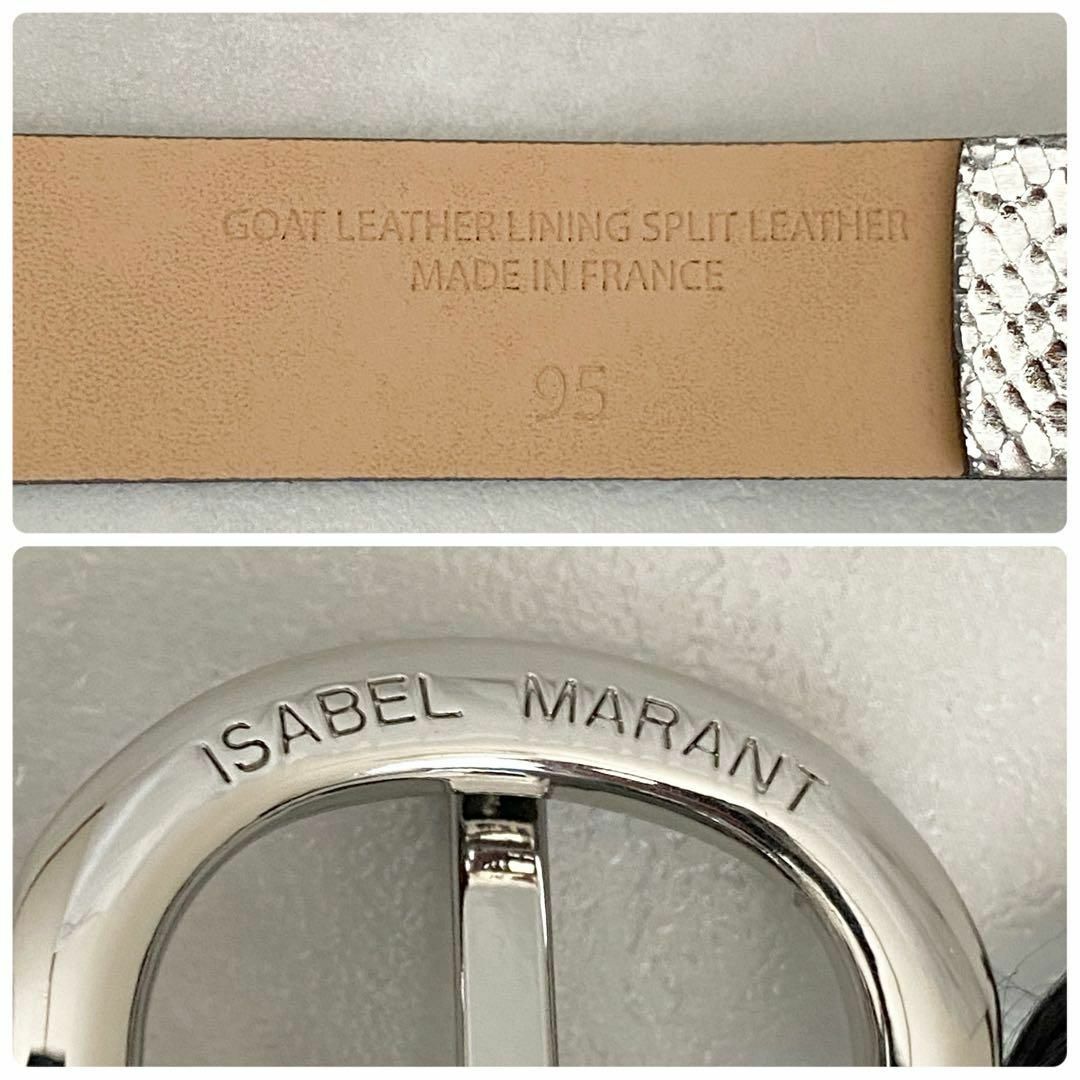 GOAT LEATHER LINING SPLIT LEATHER
MADE IN FRANCE
95
ISABEL MARANT